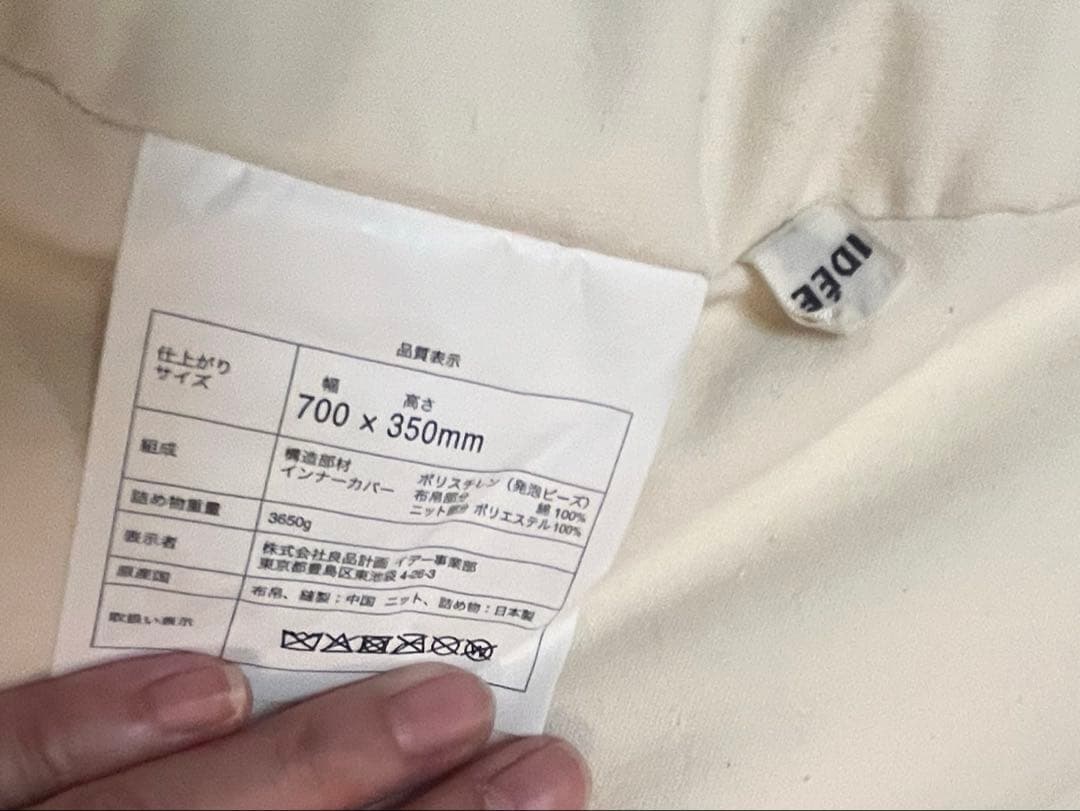 IDÉE
品質表示
仕上がり
サイズ
幅 高さ
700 × 350mm
組成
構造部材 ポリスチレン（発泡ビーズ）
インナーカバー 布帛部分 綿100%
ニット部分 ポリエステル100%
詰め物重量 3650g
表示者 株式会社良品計画 イデー事業部
東京都豊島区東池袋 4-26-3
原産国 布帛、縫製：中国 ニット、詰め物：日本製
取扱い表示
W